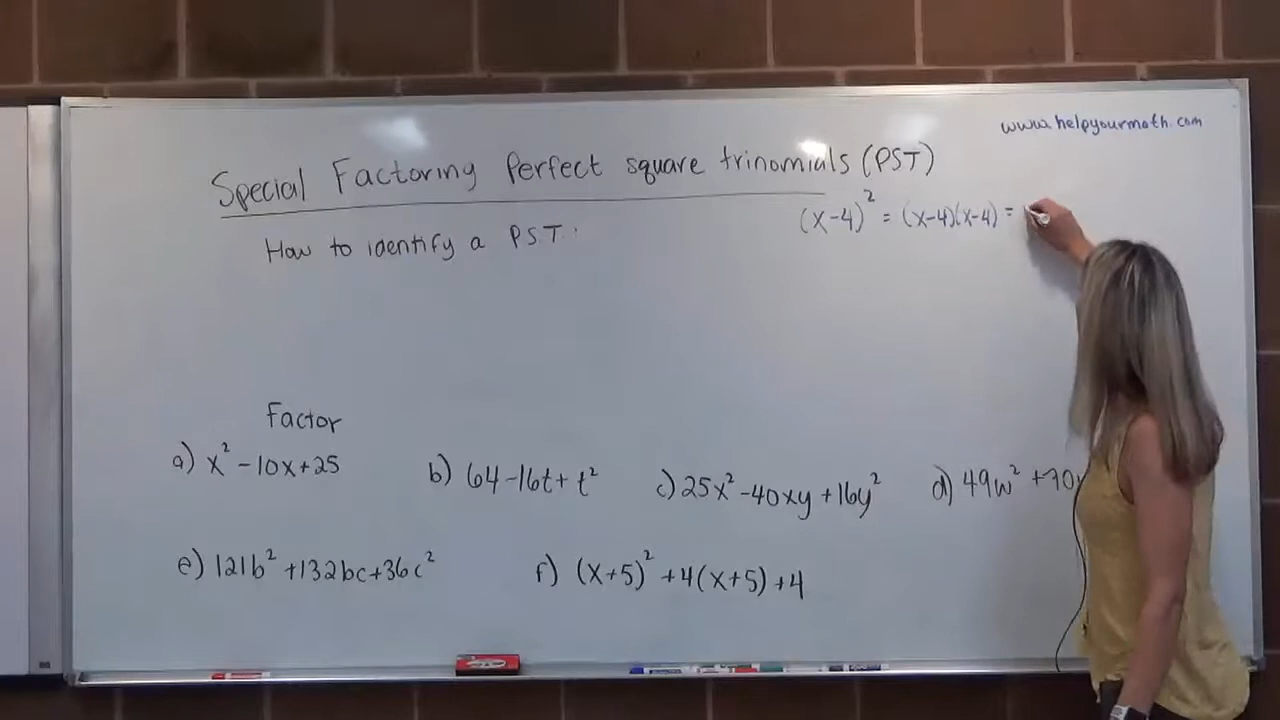 www.helpyourmath.com
Special Factoring Perfect square trinomials (PST)
(x-4)² = (x-4)(x-4) =
How to identify a PST:
Factor
a) x² -10x+25
b) 64-16t+t²
c) 25x² -40xy +16y²
d) 49w² +70
e) 121b² +132bc+36c²
f) (x+5)² +4(x+5) +4